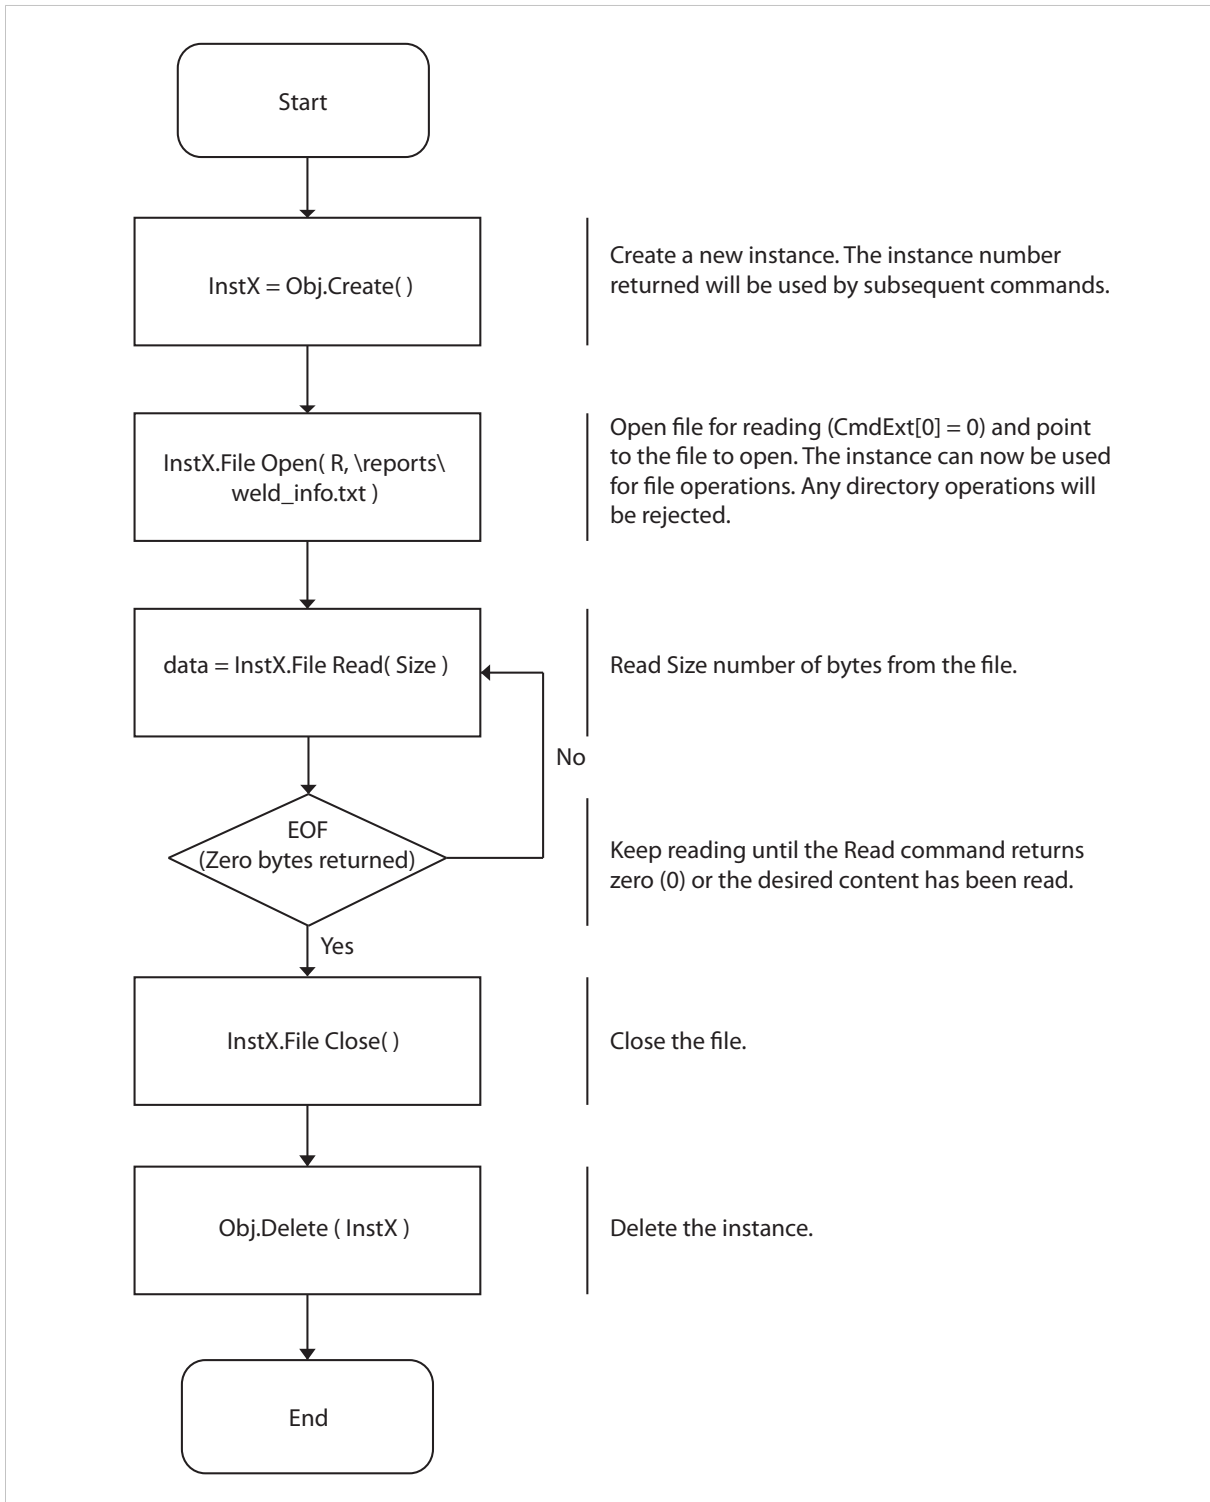 Start
InstX = Obj.Create( )
Create a new instance. The instance number
returned will be used by subsequent commands.
InstX.File Open( R, \reports\
weld_info.txt )
Open file for reading (CmdExt[0] = 0) and point
to the file to open. The instance can now be used
for file operations. Any directory operations will
be rejected.
data = InstX.File Read( Size )
Read Size number of bytes from the file.
No
EOF
(Zero bytes returned)
Keep reading until the Read command returns
zero (0) or the desired content has been read.
Yes
InstX.File Close( )
Close the file.
Obj.Delete ( InstX )
Delete the instance.
End